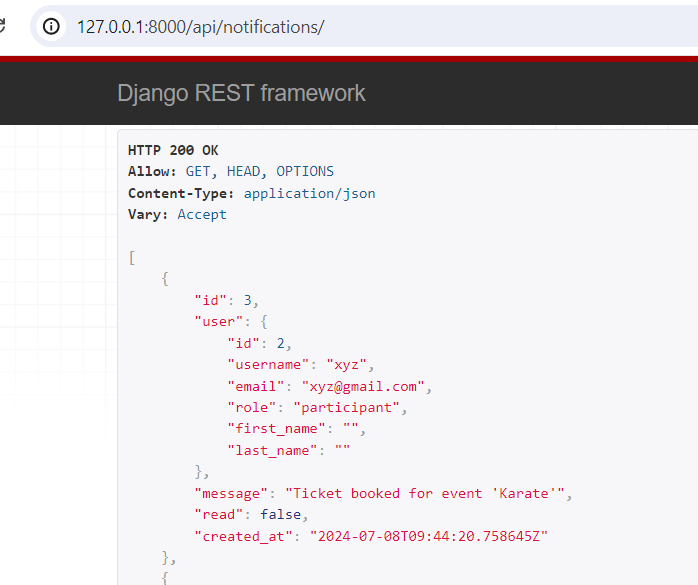 127.0.0.1:8000/api/notifications/
Django REST framework
HTTP 200 OK
Allow: GET, HEAD, OPTIONS
Content-Type: application/json
Vary: Accept
[
    {
        "id": 3,
        "user": {
            "id": 2,
            "username": "xyz",
            "email": "xyz@gmail.com",
            "role": "participant",
            "first_name": "",
            "last_name": ""
        },
        "message": "Ticket booked for event 'Karate'",
        "read": false,
        "created_at": "2024-07-08T09:44:20.758645Z"
    },
    {